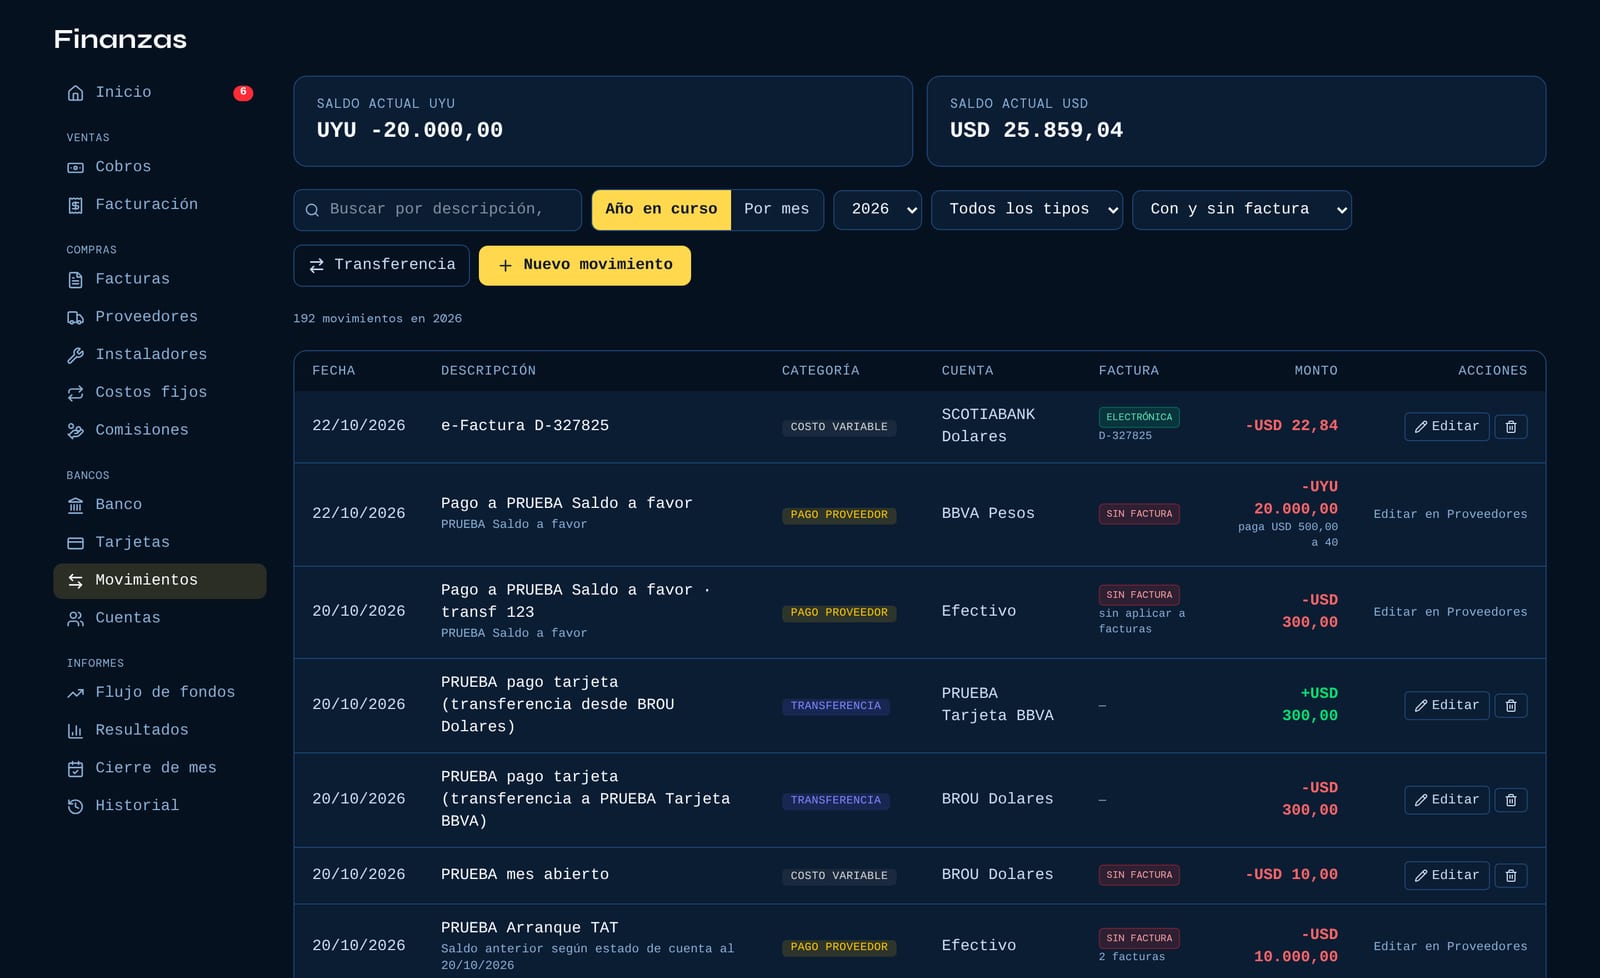 Finanzas
Inicio 6
VENTAS
Cobros
Facturación
COMPRAS
Facturas
Proveedores
Instaladores
Costos fijos
Comisiones
BANCOS
Banco
Tarjetas
Movimientos
Cuentas
INFORMES
Flujo de fondos
Resultados
Cierre de mes
Historial
SALDO ACTUAL UYU
UYU -20.000,00
SALDO ACTUAL USD
USD 25.859,04
Buscar por descripción,
Año en curso
Por mes
2026
Todos los tipos
Con y sin factura
Transferencia
Nuevo movimiento
192 movimientos en 2026
FECHA DESCRIPCIÓN CATEGORÍA CUENTA FACTURA MONTO ACCIONES
22/10/2026
e-Factura D-327825
COSTO VARIABLE
SCOTIABANK
Dolares
ELECTRÓNICA
D-327825
-USD 22,84
Editar
22/10/2026
Pago a PRUEBA Saldo a favor
PRUEBA Saldo a favor
PAGO PROVEEDOR
BBVA Pesos
SIN FACTURA
-UYU
20.000,00
paga USD 500,00
a 40
Editar en Proveedores
20/10/2026
Pago a PRUEBA Saldo a favor ·
transf 123
PRUEBA Saldo a favor
PAGO PROVEEDOR
Efectivo
SIN FACTURA
sin aplicar a
facturas
-USD
300,00
Editar en Proveedores
20/10/2026
PRUEBA pago tarjeta
(transferencia desde BROU
Dolares)
TRANSFERENCIA
PRUEBA
Tarjeta BBVA
—
+USD
300,00
Editar
20/10/2026
PRUEBA pago tarjeta
(transferencia a PRUEBA Tarjeta
BBVA)
TRANSFERENCIA
BROU Dolares
—
-USD
300,00
Editar
20/10/2026
PRUEBA mes abierto
COSTO VARIABLE
BROU Dolares
SIN FACTURA
-USD 10,00
Editar
20/10/2026
PRUEBA Arranque TAT
Saldo anterior según estado de cuenta al
20/10/2026
PAGO PROVEEDOR
Efectivo
SIN FACTURA
2 facturas
-USD
10.000,00
Editar en Proveedores